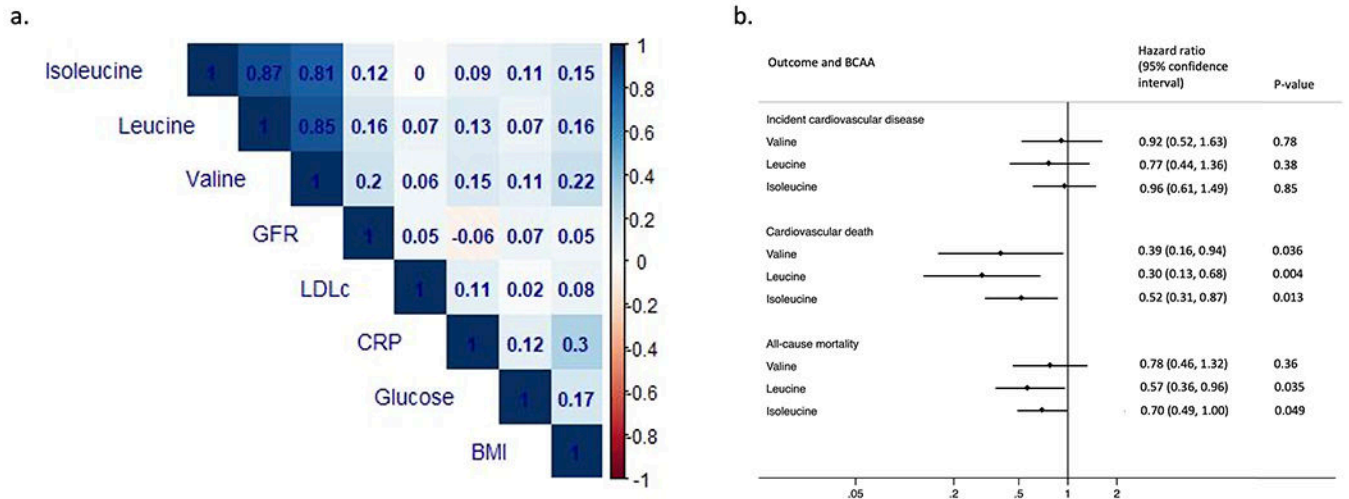 a.
Isoleucine 1 0.87 0.81 0.12 0 0.09 0.11 0.15
Leucine 1 0.85 0.16 0.07 0.13 0.07 0.16
Valine 1 0.2 0.06 0.15 0.11 0.22
GFR 1 0.05 -0.06 0.07 0.05
LDLc 1 0.11 0.02 0.08
CRP 1 0.12 0.3
Glucose 1 0.17
BMI 1
1
0.8
0.6
0.4
0.2
0
-0.2
-0.4
-0.6
-0.8
-1
b.
Outcome and BCAA
Hazard ratio
(95% confidence
interval)
P-value
Incident cardiovascular disease
Valine 0.92 (0.52, 1.63) 0.78
Leucine 0.77 (0.44, 1.36) 0.38
Isoleucine 0.96 (0.61, 1.49) 0.85
Cardiovascular death
Valine 0.39 (0.16, 0.94) 0.036
Leucine 0.30 (0.13, 0.68) 0.004
Isoleucine 0.52 (0.31, 0.87) 0.013
All-cause mortality
Valine 0.78 (0.46, 1.32) 0.36
Leucine 0.57 (0.36, 0.96) 0.035
Isoleucine 0.70 (0.49, 1.00) 0.049
.05 .2 .5 1 2